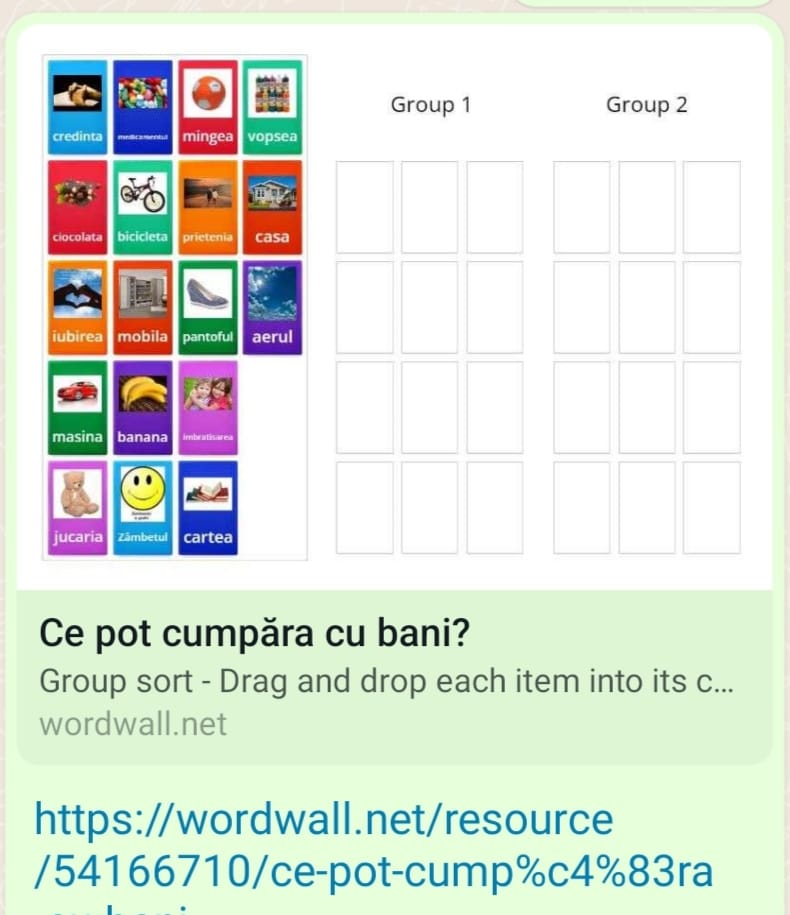 Group 1
Group 2
credinta
medicamentul
mingea
vopsea
ciocolata
bicicleta
prietenia
casa
iubirea
mobila
pantoful
aerul
masina
banana
imbratisarea
jucaria
Zâmbetul
cartea
Ce pot cumpăra cu bani?
Group sort - Drag and drop each item into its c...
wordwall.net
https://wordwall.net/resource
/54166710/ce-pot-cump%c4%83ra